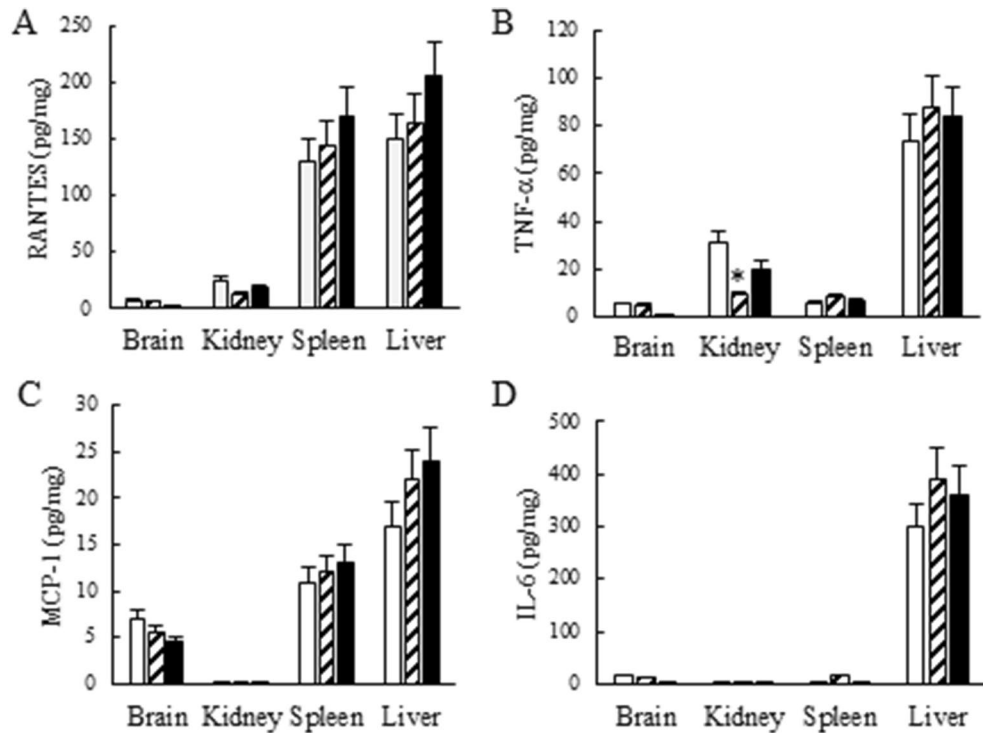 A
RANTES (pg/mg)
250
200
150
100
50
0
Brain Kidney Spleen Liver
B
TNF-α (pg/mg)
120
100
80
60
40
20
0
*
Brain Kidney Spleen Liver
C
MCP-1 (pg/mg)
30
25
20
15
10
5
0
Brain Kidney Spleen Liver
D
IL-6 (pg/mg)
500
400
300
200
100
0
Brain Kidney Spleen Liver